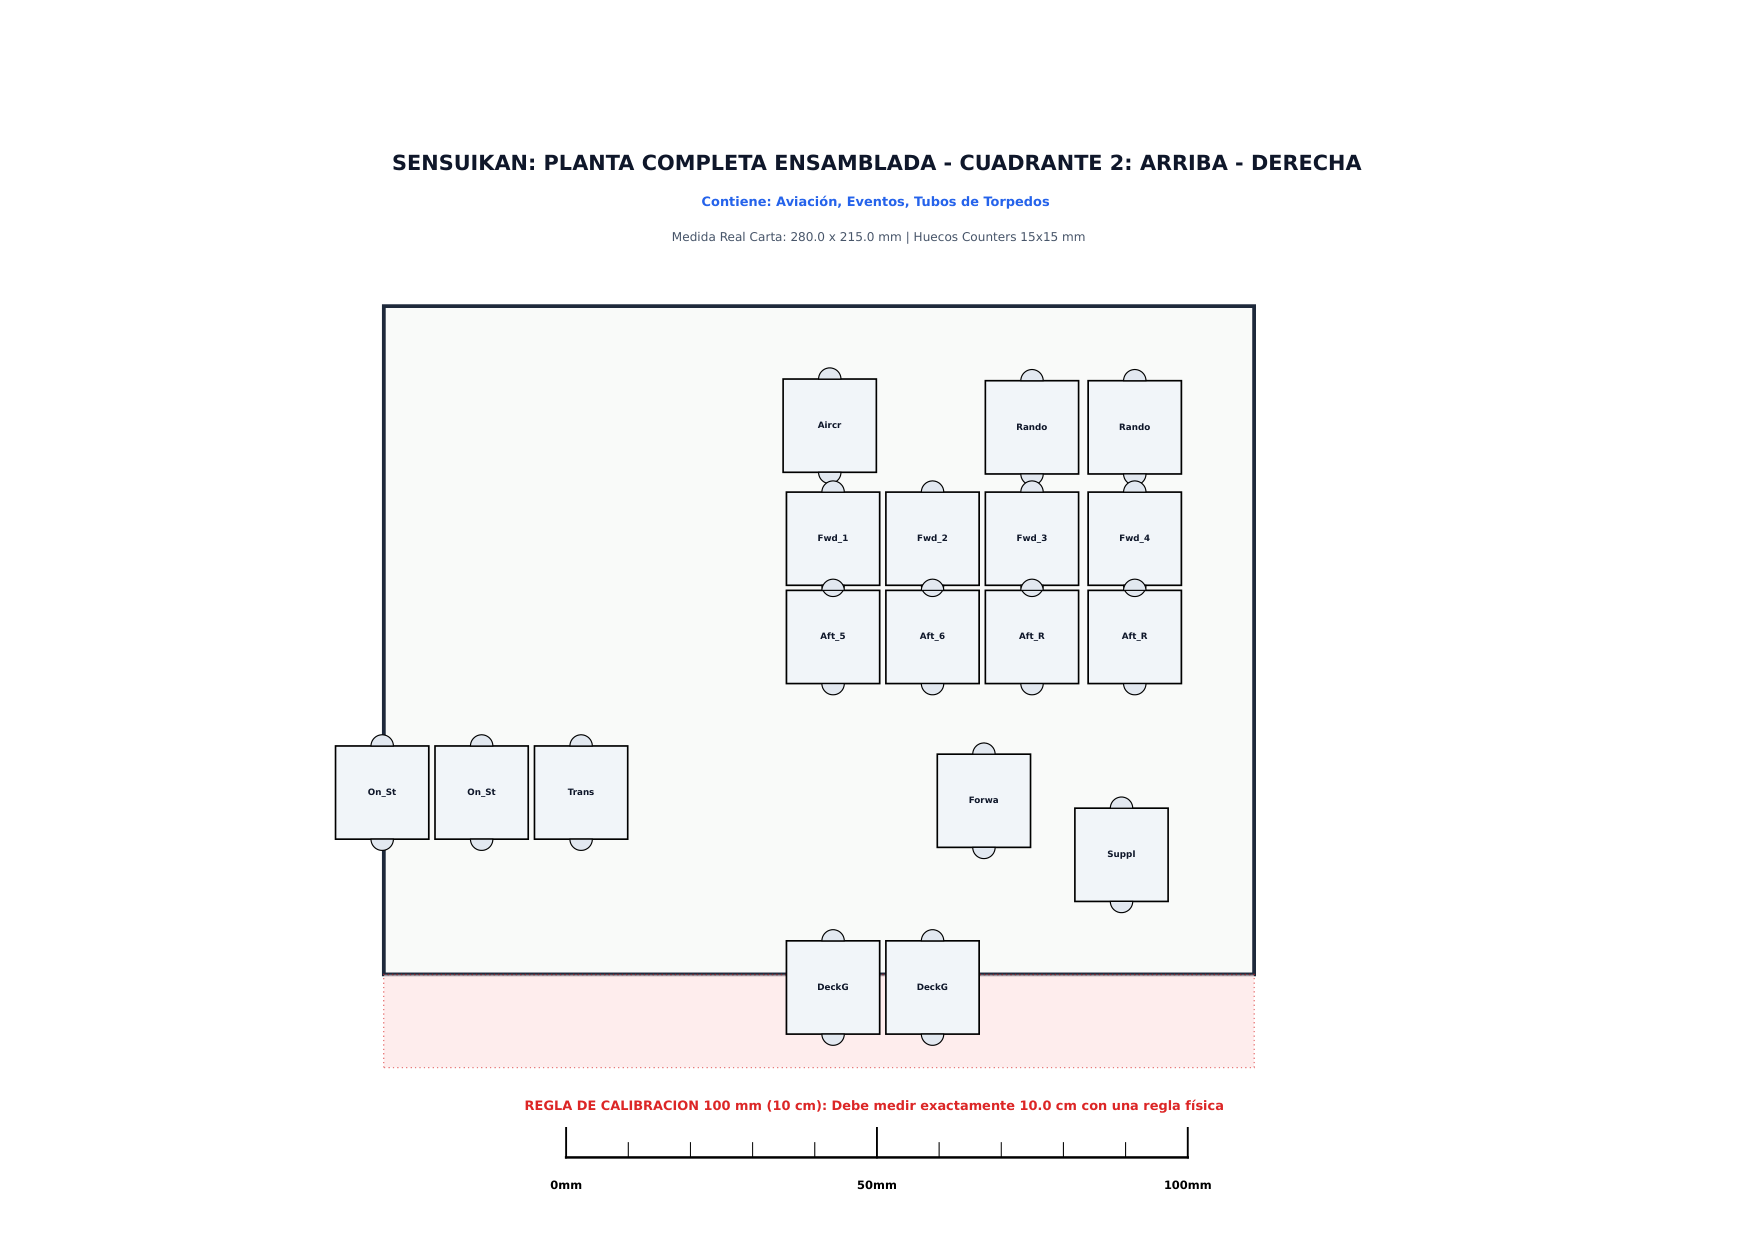 SENSUIKAN: PLANTA COMPLETA ENSAMBLADA - CUADRANTE 2: ARRIBA - DERECHA
Contiene: Aviación, Eventos, Tubos de Torpedos
Medida Real Carta: 280.0 x 215.0 mm | Huecos Counters 15x15 mm
Aircr
Rando
Rando
Fwd_1
Fwd_2
Fwd_3
Fwd_4
Aft_5
Aft_6
Aft_R
Aft_R
On_St
On_St
Trans
Forwa
Suppl
DeckG
DeckG
REGLA DE CALIBRACION 100 mm (10 cm): Debe medir exactamente 10.0 cm con una regla física
0mm
50mm
100mm